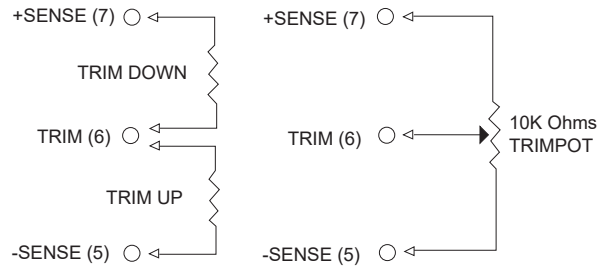 +SENSE (7)
TRIM DOWN
TRIM (6)
TRIM UP
-SENSE (5)
+SENSE (7)
TRIM (6)
10K Ohms
TRIMPOT
-SENSE (5)